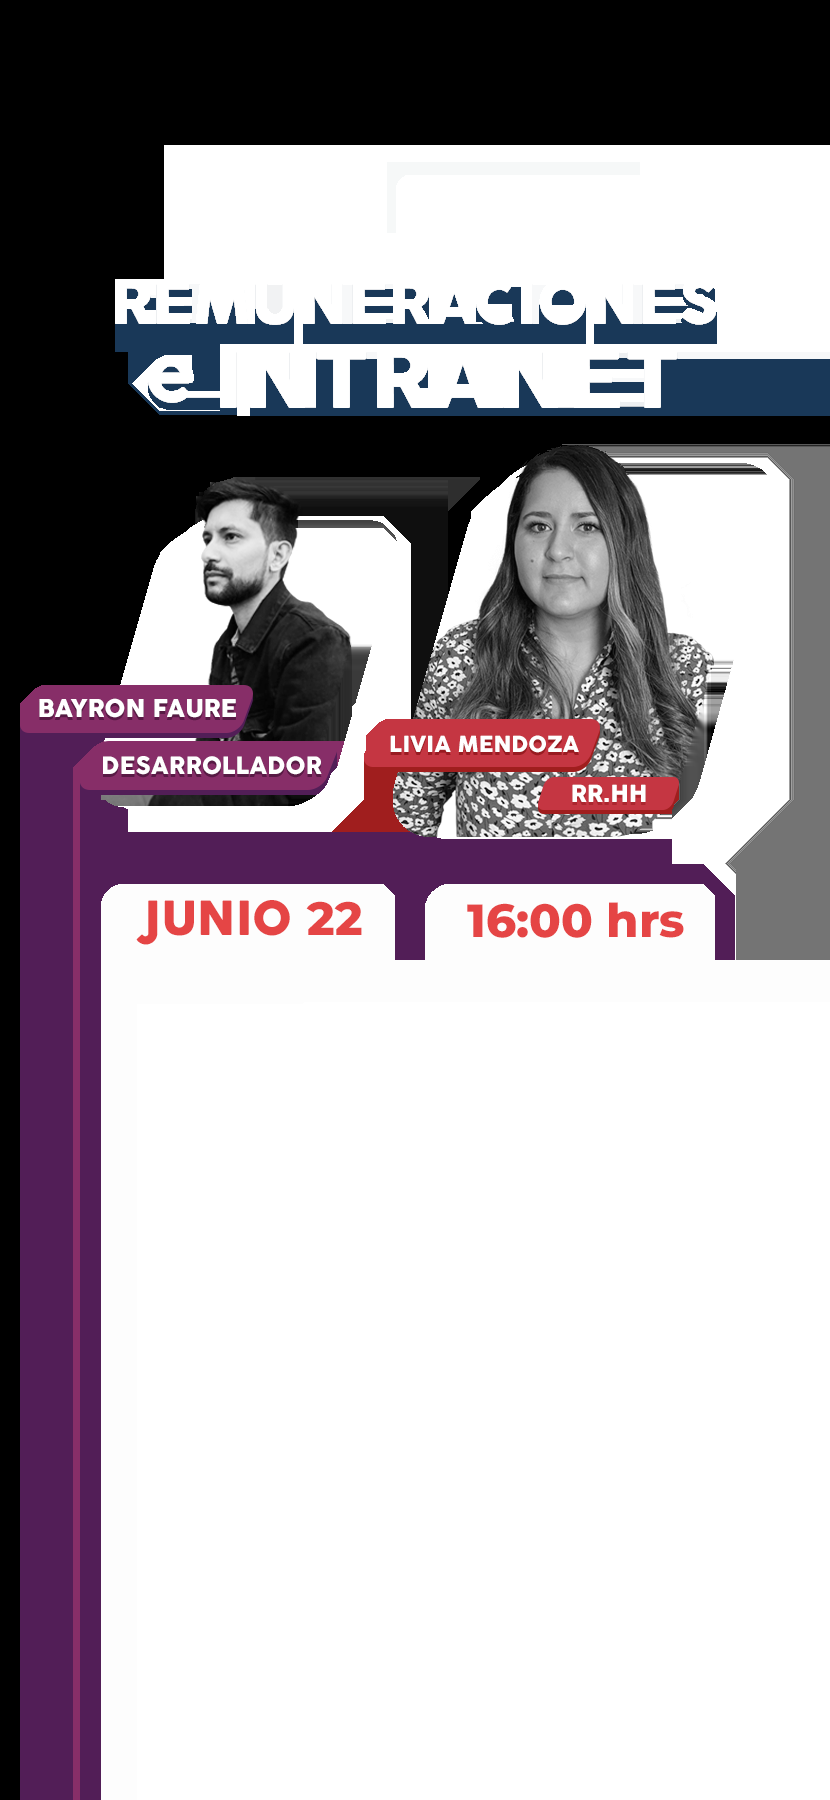 REMUNERACIONES
e INTRANET
BAYRON FAURE
DESARROLLADOR
LIVIA MENDOZA
RR.HH
JUNIO 22
16:00 hrs